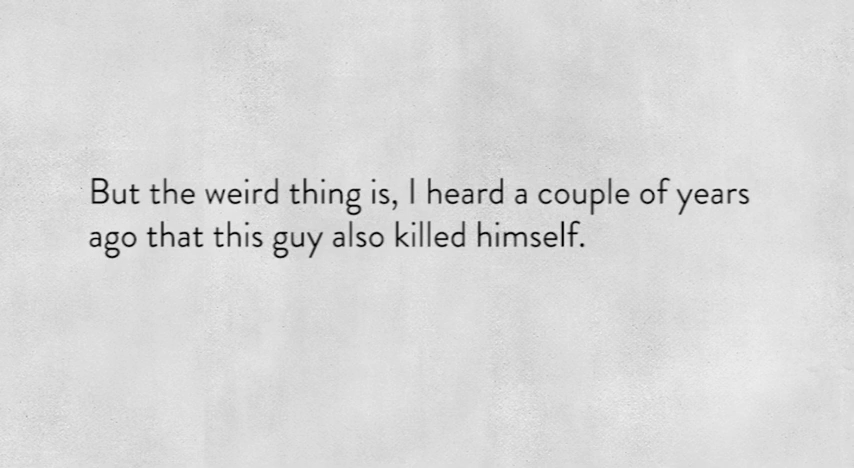 But the weird thing is, I heard a couple of years
ago that this guy also killed himself.